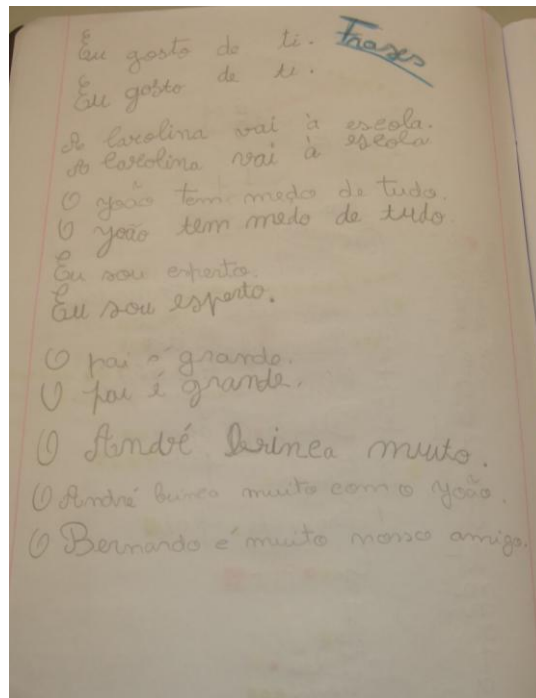 Eu gosto de ti. Frases
Eu gosto de ti.
A Carolina vai à escola.
A Carolina vai à escola
O João tem medo de tudo.
O João tem medo de tudo.
Eu sou esperto.
Eu sou esperto.
O pai é grande.
O pai é grande.
O André brinca muito.
O André brinca muito com o João.
O Bernardo é muito nosso amigo.